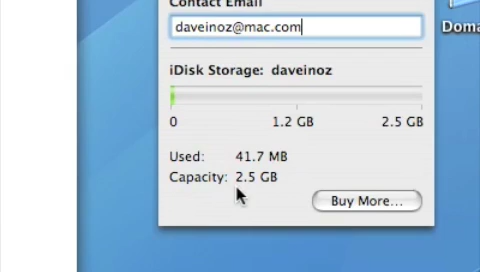 Contact Email
daveinoz@mac.com
iDisk Storage: daveinoz
0 1.2 GB 2.5 GB
Used: 41.7 MB
Capacity: 2.5 GB
Buy More...